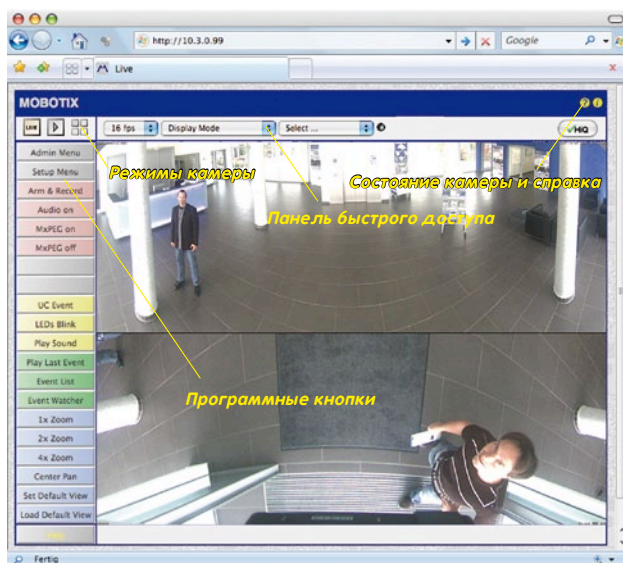 http://10.3.0.99
Google
Live
MOBOTIX
LIVE
16 fps
Display Mode
Select ...
HiQ
Admin Menu
Setup Menu
Arm & Record
Audio on
MxPEG on
MxPEG off
UC Event
LEDs Blink
Play Sound
Play Last Event
Event List
Event Watcher
1x Zoom
2x Zoom
4x Zoom
Center Pan
Set Default View
Load Default View
Режимы камеры
Состояние камеры и справка
Панель быстрого доступа
Программные кнопки
Fertig